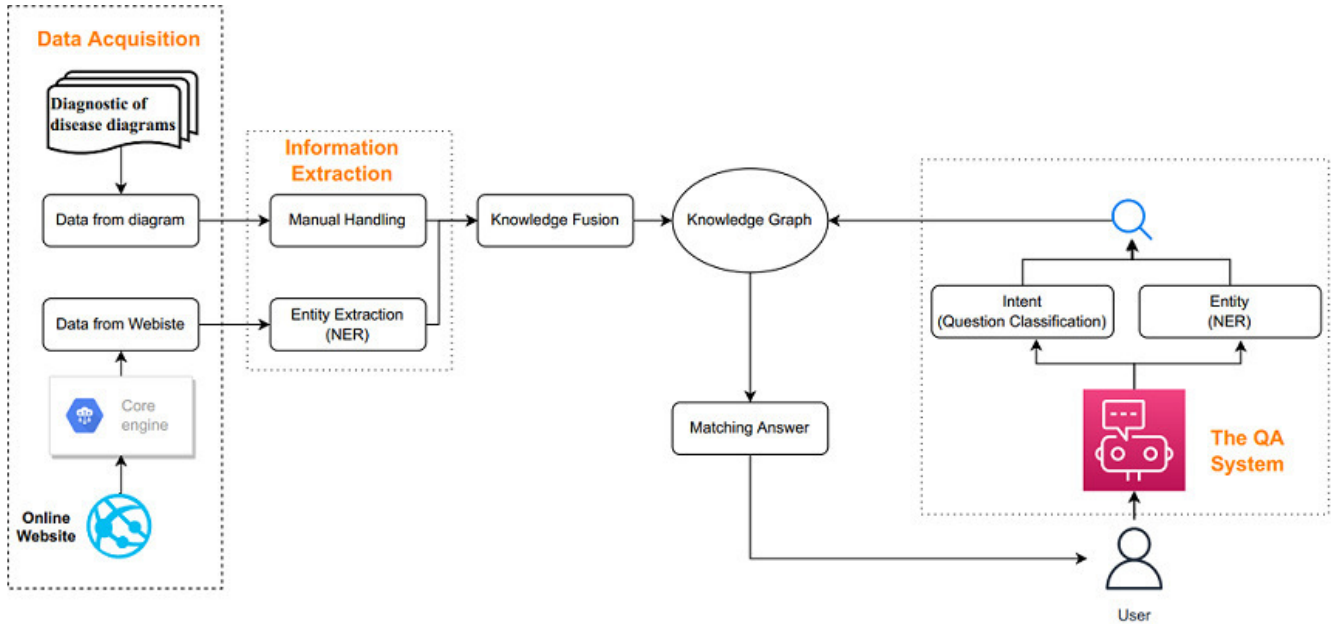 Data Acquisition
Diagnostic of
disease diagrams
Information
Extraction
Data from diagram
Manual Handling
Knowledge Fusion
Knowledge Graph
Data from Webiste
Entity Extraction
(NER)
Intent
(Question Classification)
Entity
(NER)
Core
engine
Matching Answer
The QA
System
Online
Website
User